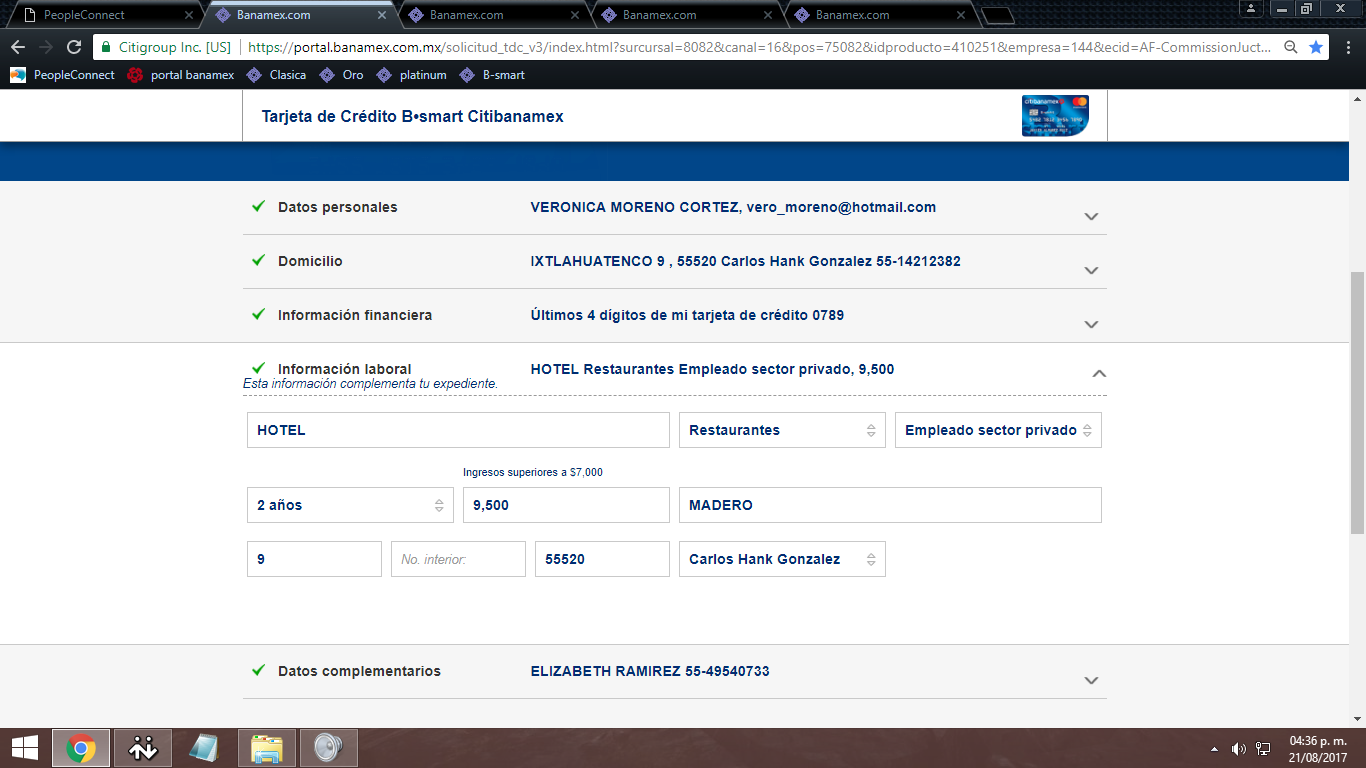 PeopleConnect
Banamex.com
Banamex.com
Banamex.com
Banamex.com
Citigroup Inc. [US] https://portal.banamex.com.mx/solicitud_tdc_v3/index.html?surcursal=8082&canal=16&pos=75082&idproducto=410251&empresa=144&ecid=AF-CommissionJuct...
PeopleConnect portal banamex Clasica Oro platinum B-smart
Tarjeta de Crédito B•smart Citibanamex
citibanamex
Datos personales VERONICA MORENO CORTEZ, vero_moreno@hotmail.com
Domicilio IXTLAHUATENCO 9 , 55520 Carlos Hank Gonzalez 55-14212382
Información financiera Últimos 4 dígitos de mi tarjeta de crédito 0789
Información laboral HOTEL Restaurantes Empleado sector privado, 9,500
Esta información complementa tu expediente.
HOTEL Restaurantes Empleado sector privado
Ingresos superiores a $7,000
2 años 9,500 MADERO
9 No. interior: 55520 Carlos Hank Gonzalez
Datos complementarios ELIZABETH RAMIREZ 55-49540733
04:36 p. m.
21/08/2017